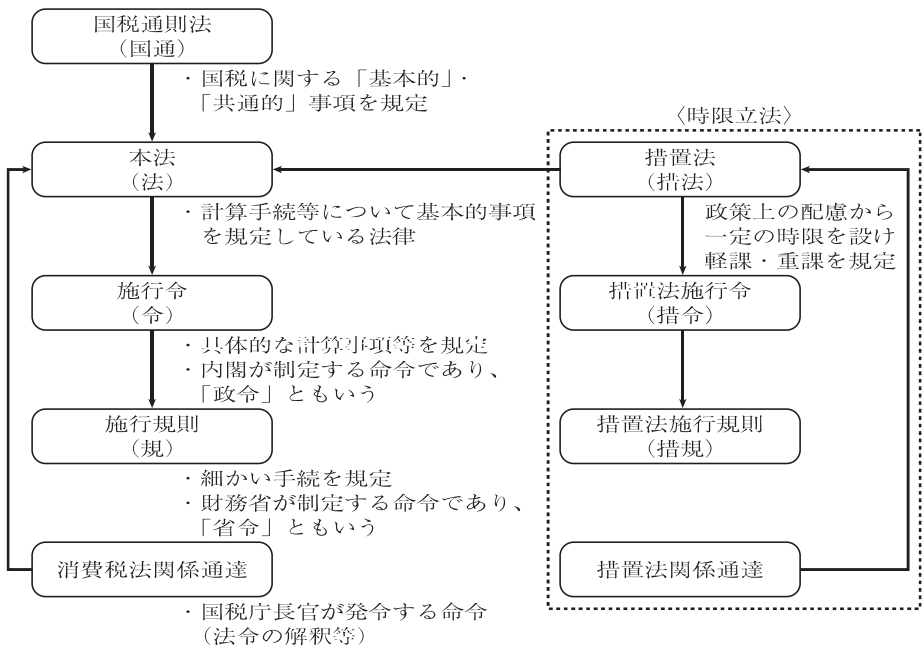 国税通則法
（国通）
・国税に関する「基本的」・
「共通的」事項を規定
本法
（法）
・計算手続等について基本的事項
を規定している法律
施行令
（令）
・具体的な計算事項等を規定
・内閣が制定する命令であり、
「政令」ともいう
施行規則
（規）
・細かい手続を規定
・財務省が制定する命令であり、
「省令」ともいう
消費税法関係通達
・国税庁長官が発令する命令
（法令の解釈等）
〈時限立法〉
措置法
（措法）
政策上の配慮から
一定の時限を設け
軽課・重課を規定
措置法施行令
（措令）
措置法施行規則
（措規）
措置法関係通達